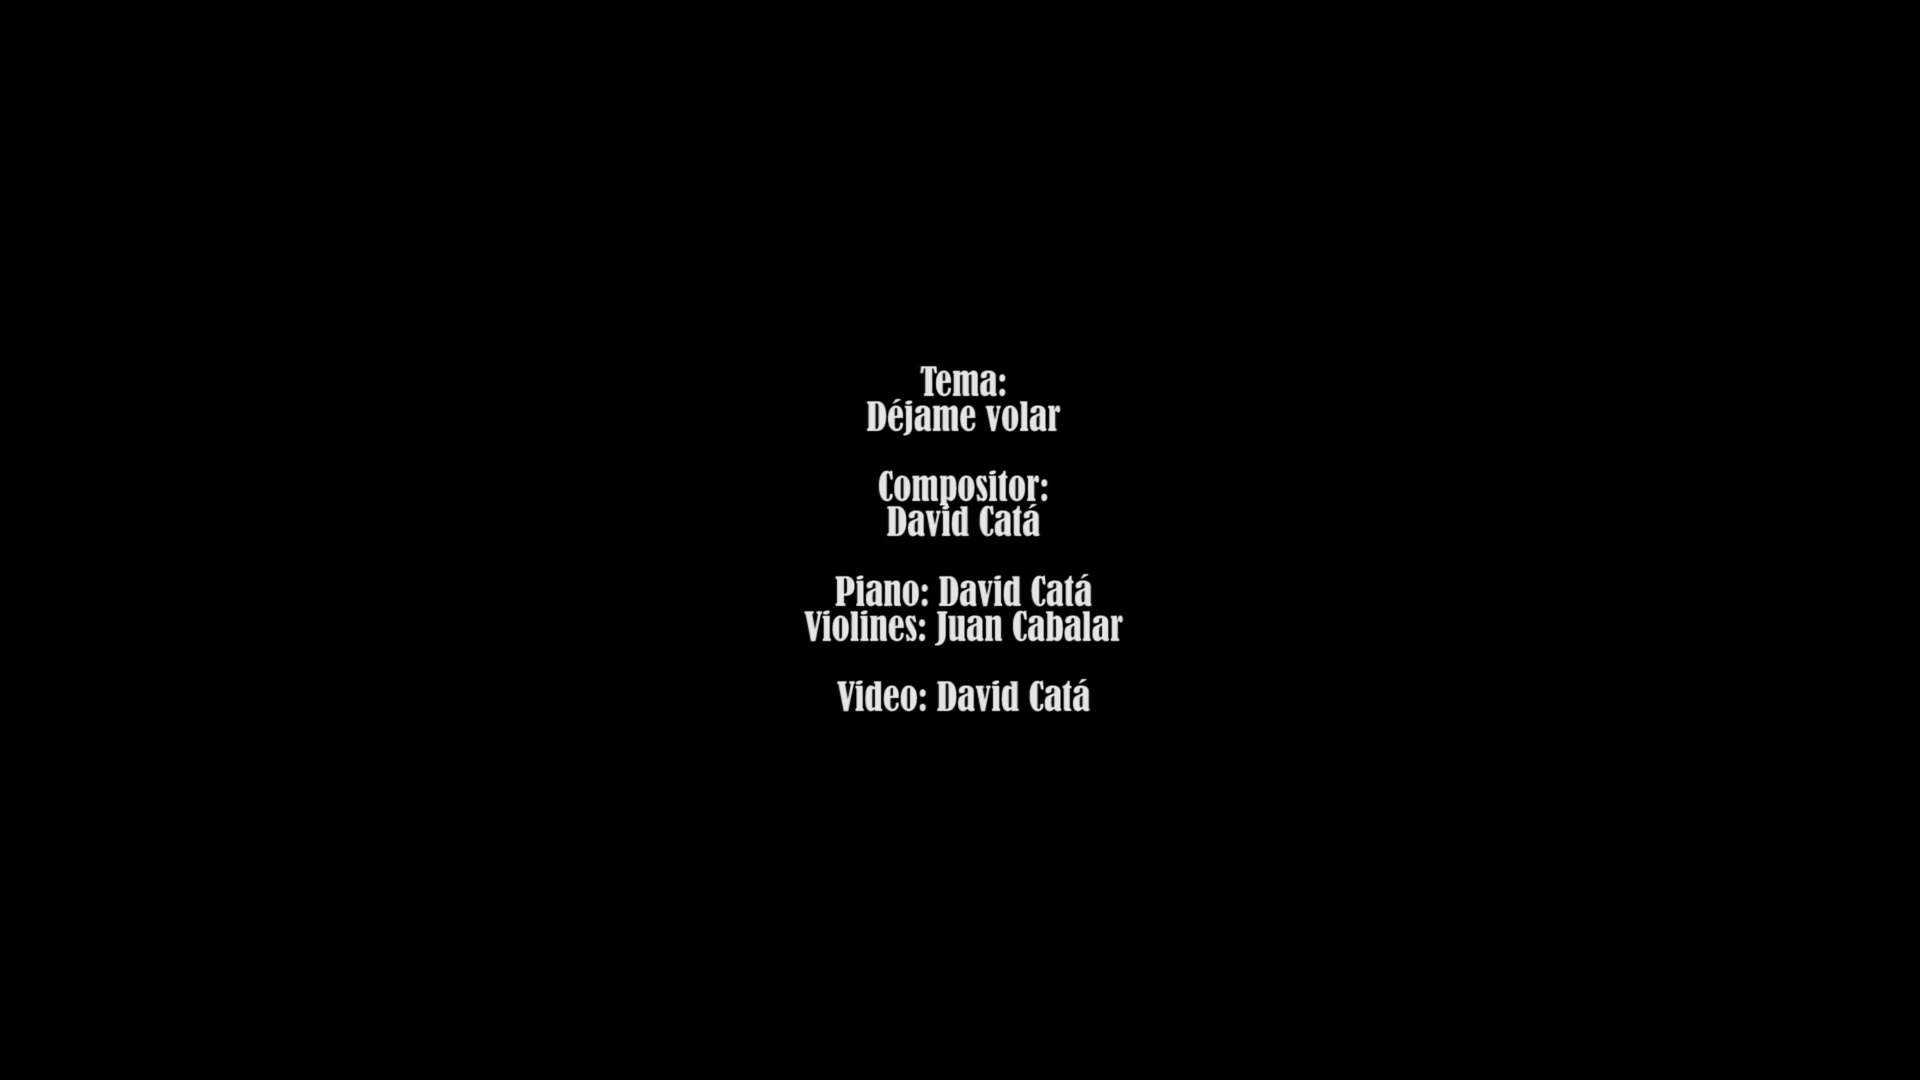 Tema:
Déjame volar
Compositor:
David Catá
Piano: David Catá
Violines: Juan Cabalar
Video: David Catá